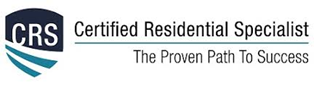 CRS
Certified Residential Specialist
The Proven Path To Success